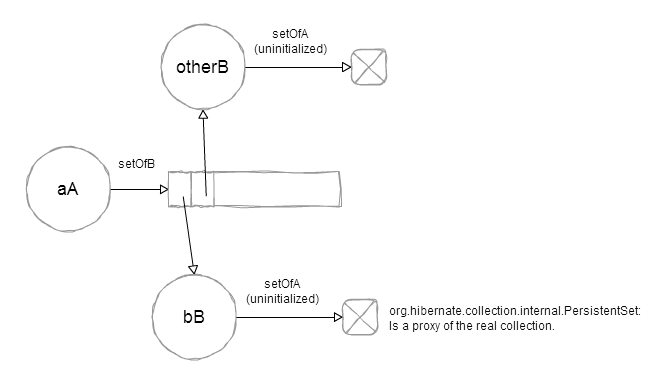 setOfA
(uninitialized)
otherB
setOfB
aA
setOfA
(uninitialized)
bB
org.hibernate.collection.internal.PersistentSet:
Is a proxy of the real collection.